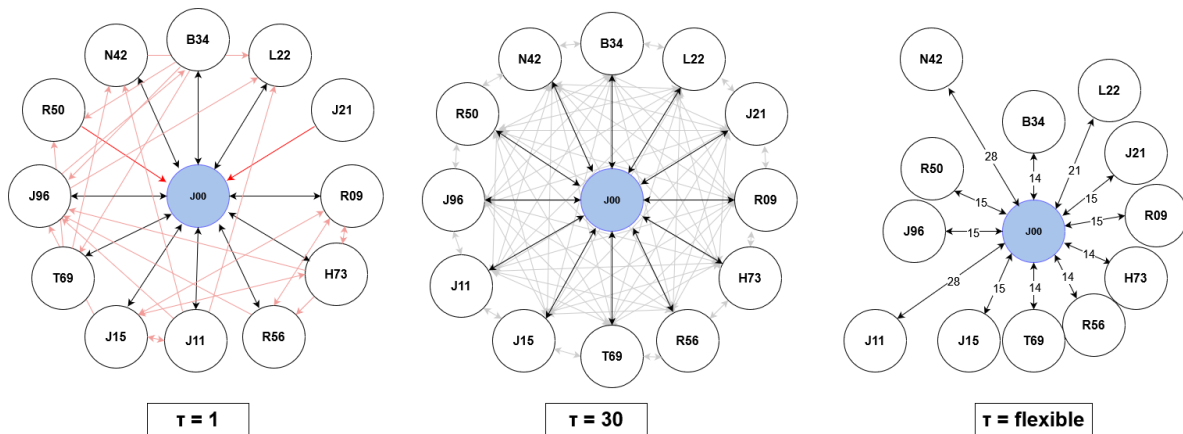 B34
N42
L22
R50
J21
J96
J00
R09
T69
H73
J15
J11
R56
τ = 1
B34
N42
L22
R50
J21
J96
J00
R09
J11
H73
J15
T69
R56
τ = 30
N42
L22
B34
28
21
J21
R50
14
15
15
R09
J96
15
J00
15
14
H73
28
15
14
14
R56
J11
J15
T69
τ = flexible